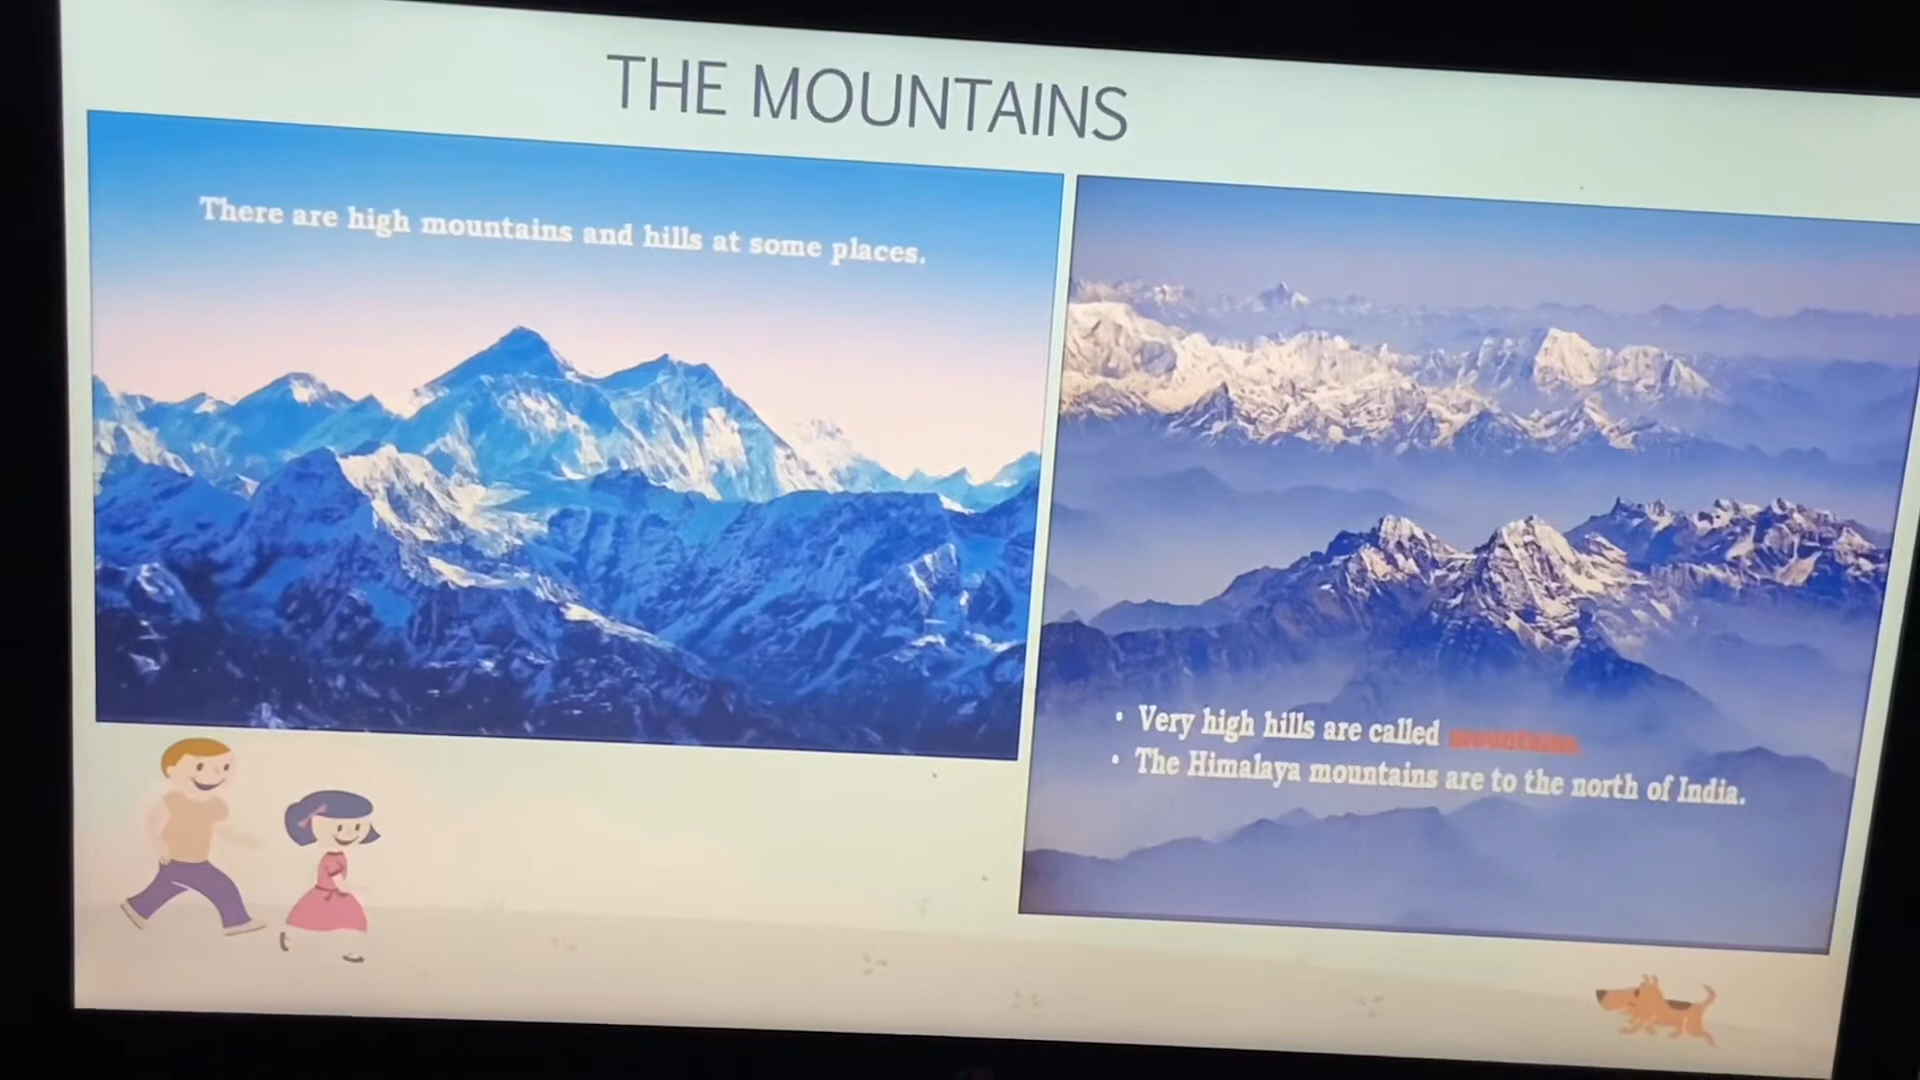 THE MOUNTAINS
There are high mountains and hills at some places.
• Very high hills are called mountains.
• The Himalaya mountains are to the north of India.